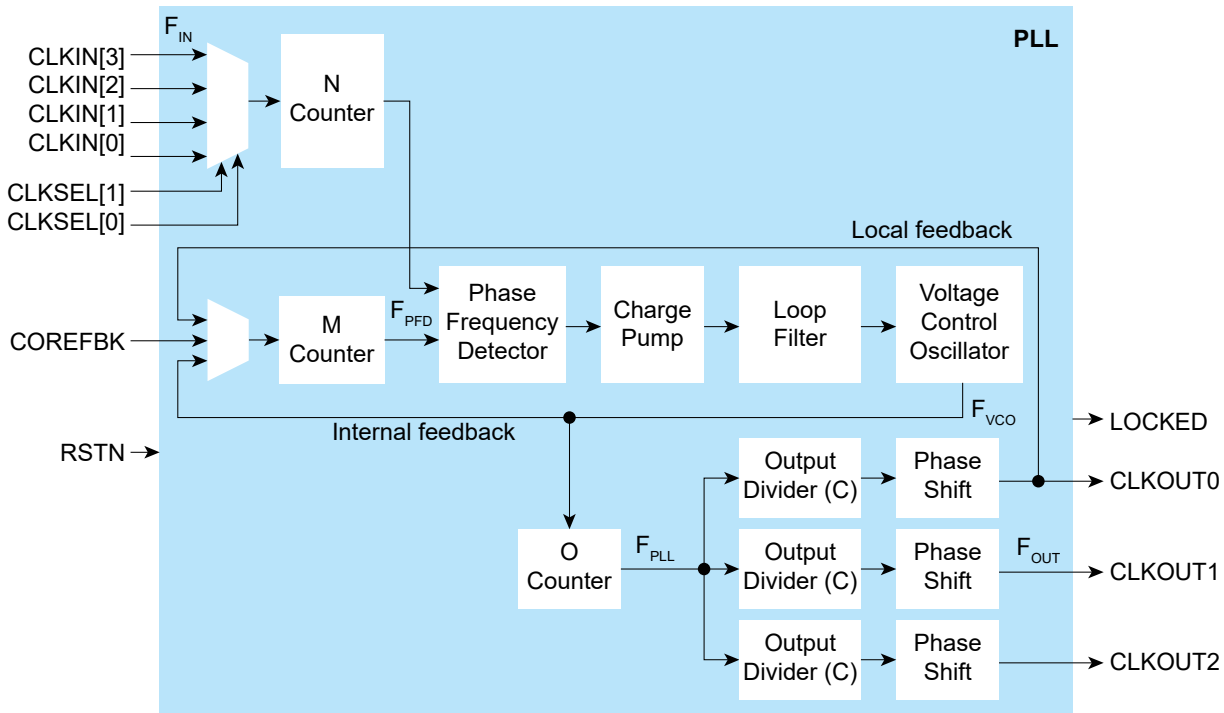 PLL
F_IN
CLKIN[3]
CLKIN[2]
CLKIN[1]
CLKIN[0]
CLKSEL[1]
CLKSEL[0]
N
Counter
Local feedback
COREFBK
M
Counter
F_PFD
Phase
Frequency
Detector
Charge
Pump
Loop
Filter
Voltage
Control
Oscillator
Internal feedback
F_VCO
RSTN
LOCKED
Output
Divider (C)
Phase
Shift
CLKOUT0
O
Counter
F_PLL
Output
Divider (C)
Phase
Shift
F_OUT
CLKOUT1
Output
Divider (C)
Phase
Shift
CLKOUT2